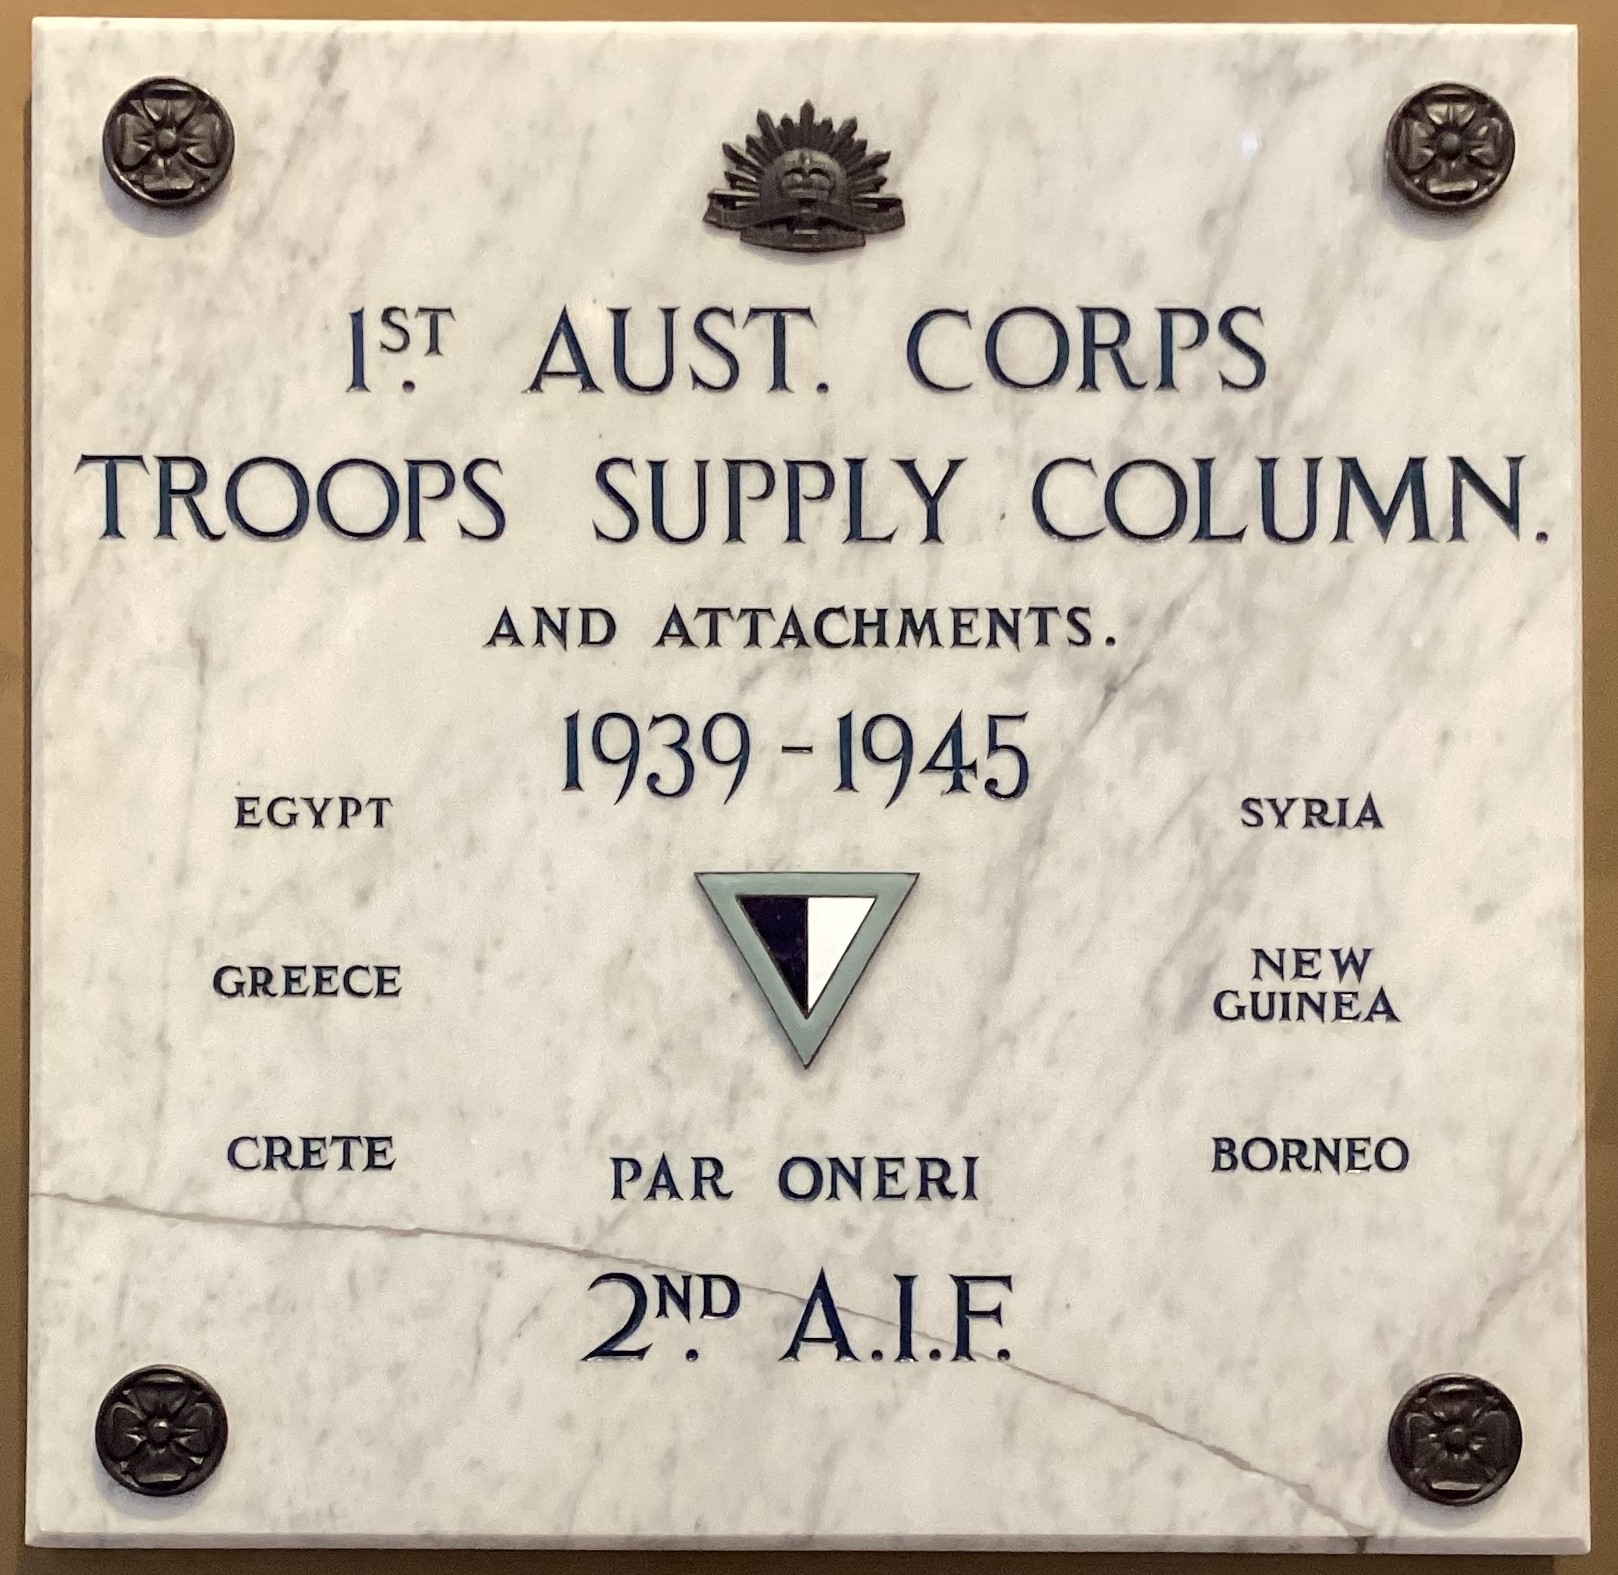 1ST. AUST. CORPS
TROOPS SUPPLY COLUMN.
AND ATTACHMENTS.
1939-1945
EGYPT
GREECE
CRETE
SYRIA
NEW
GUINEA
BORNEO
PAR ONERI
2ND. A.I.F.